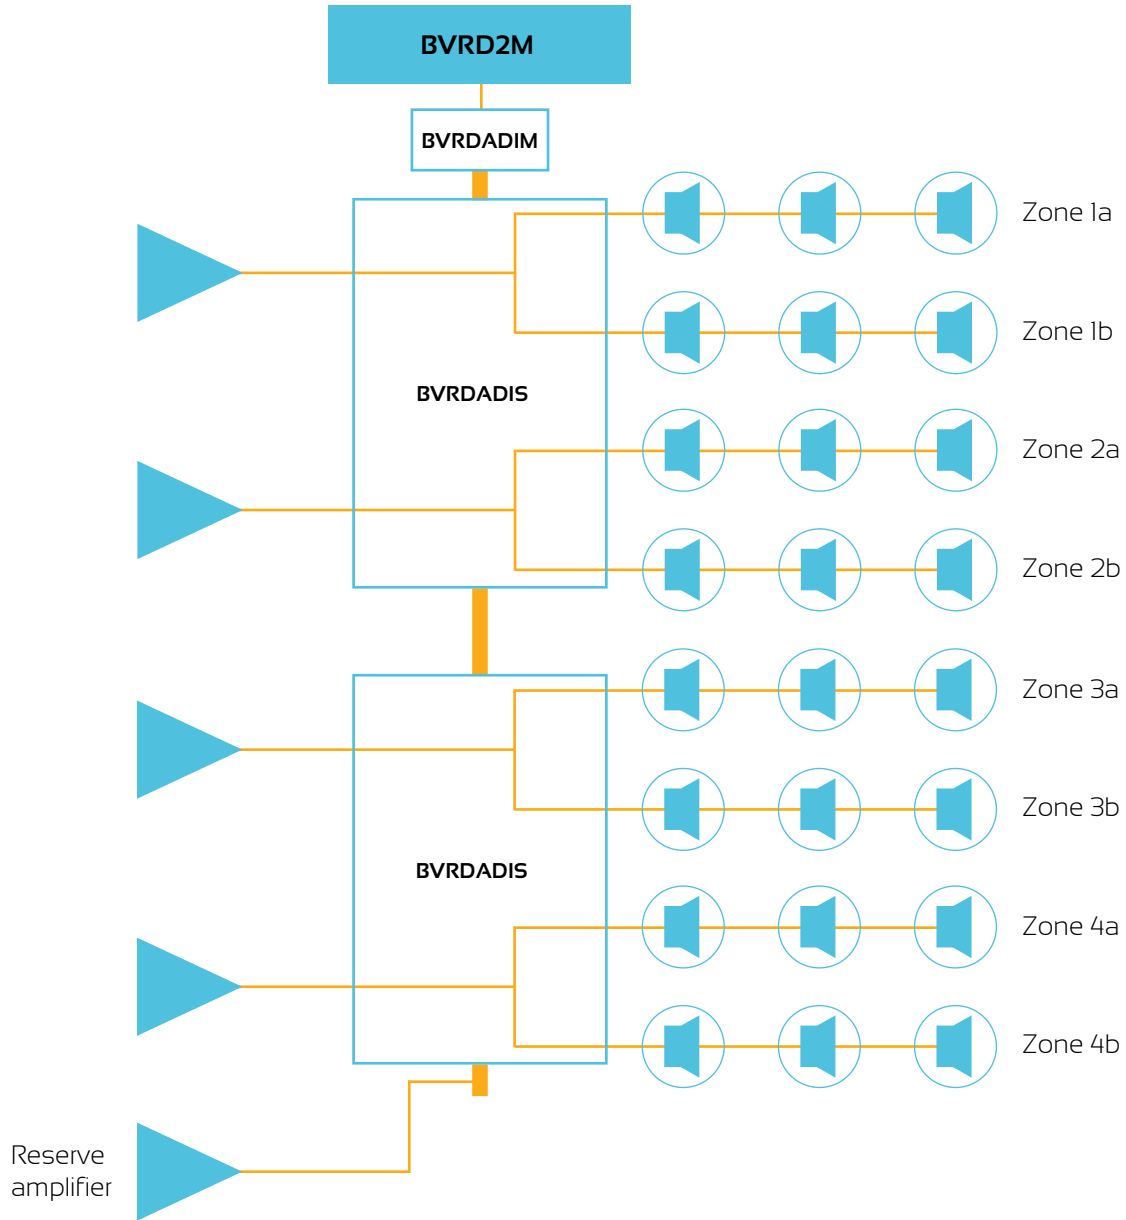 BVRD2M
BVRDADIM
Zone 1a
Zone 1b
BVRDADIS
Zone 2a
Zone 2b
Zone 3a
Zone 3b
BVRDADIS
Zone 4a
Zone 4b
Reserve
amplifier